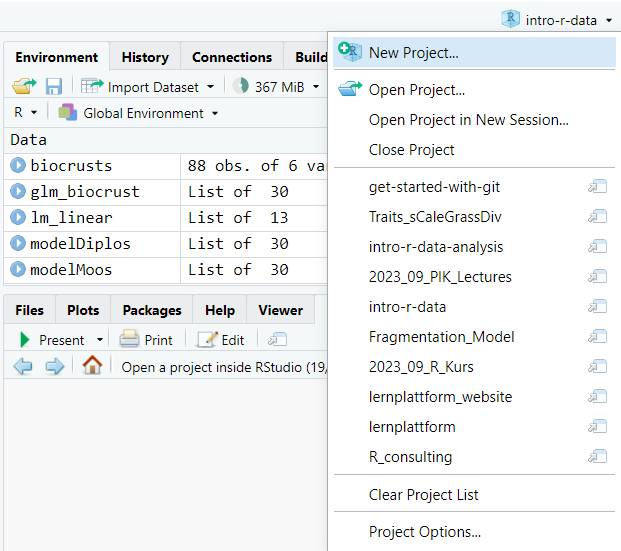 intro-r-data
Environment History Connections Build
Import Dataset 367 MiB
R Global Environment
Data
biocrusts 88 obs. of 6 var
glm_biocrust List of 30
lm_linear List of 13
modelDiplos List of 30
modelMoos List of 30
Files Plots Packages Help Viewer
Present Print Edit
Open a project inside RStudio (19/
New Project...
Open Project...
Open Project in New Session...
Close Project
get-started-with-git
Traits_sCaleGrassDiv
intro-r-data-analysis
2023_09_PIK_Lectures
intro-r-data
Fragmentation_Model
2023_09_R_Kurs
lernplattform_website
lernplattform
R_consulting
Clear Project List
Project Options...